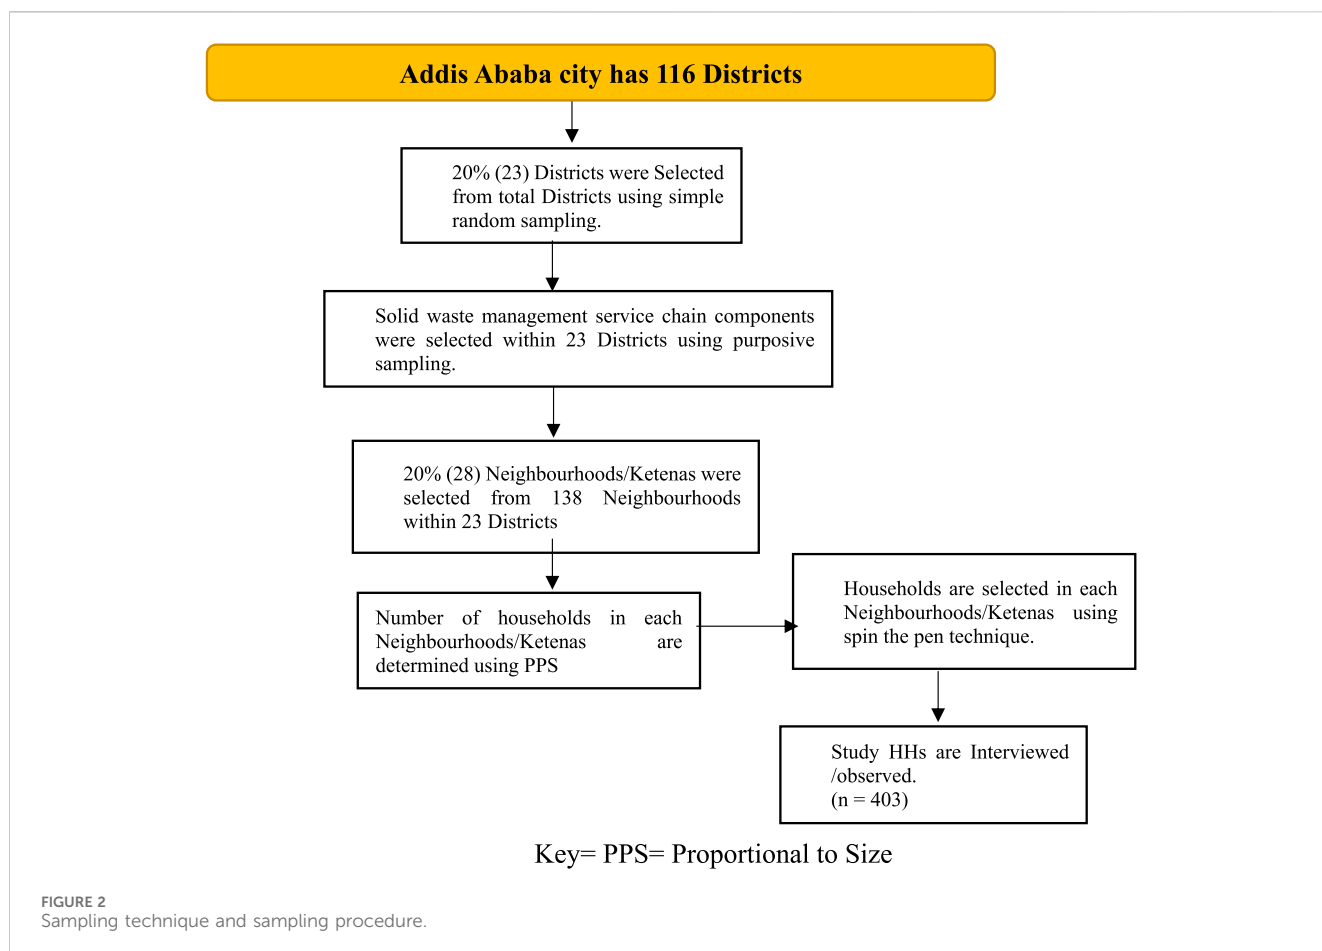 Addis Ababa city has 116 Districts
20% (23) Districts were Selected
from total Districts using simple
random sampling.
Solid waste management service chain components
were selected within 23 Districts using purposive
sampling.
20% (28) Neighbourhoods/Ketenas were
selected from 138 Neighbourhoods
within 23 Districts
Number of households in each
Neighbourhoods/Ketenas are
determined using PPS
Households are selected in each
Neighbourhoods/Ketenas using
spin the pen technique.
Study HHs are Interviewed
/observed.
(n = 403)
Key= PPS= Proportional to Size
FIGURE 2
Sampling technique and sampling procedure.